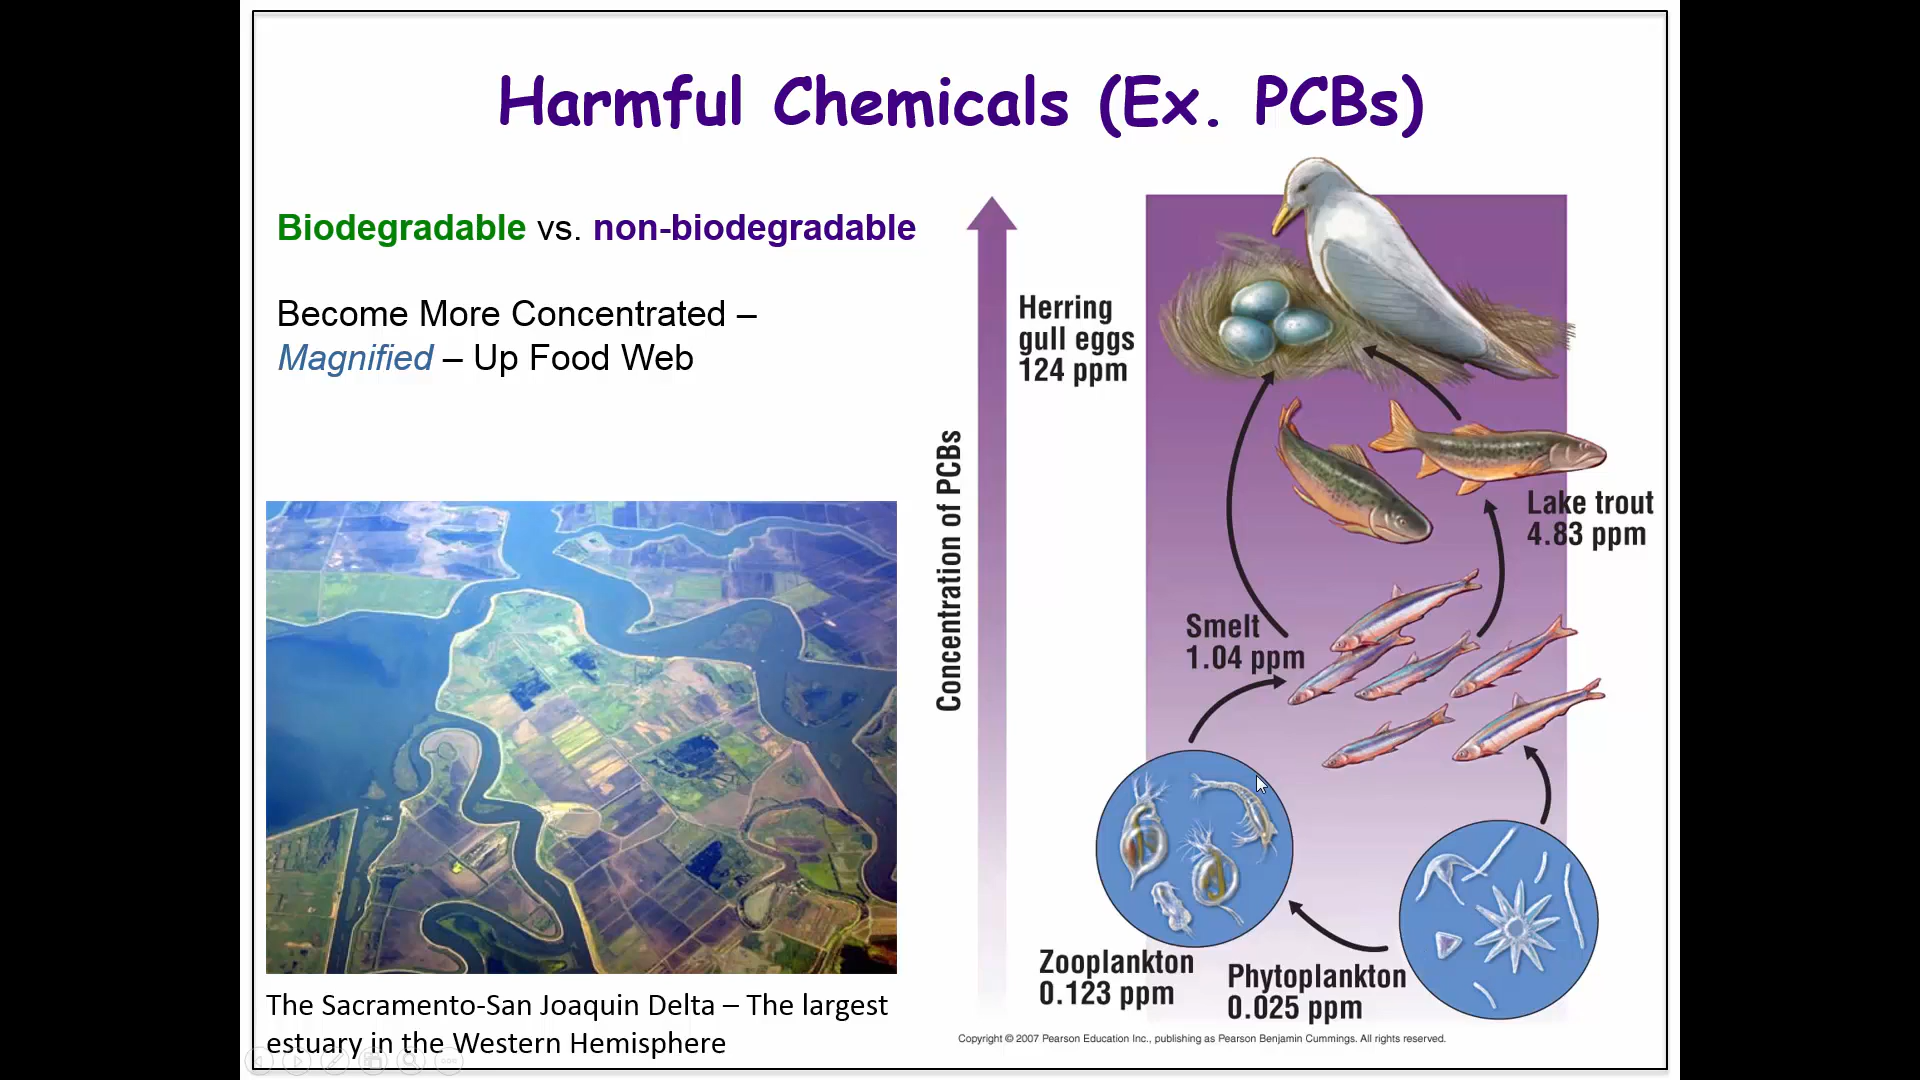 Harmful Chemicals (Ex. PCBs)
Biodegradable vs. non-biodegradable
Become More Concentrated –
Magnified – Up Food Web
The Sacramento-San Joaquin Delta – The largest
estuary in the Western Hemisphere
Concentration of PCBs
Herring
gull eggs
124 ppm
Lake trout
4.83 ppm
Smelt
1.04 ppm
Zooplankton
0.123 ppm
Phytoplankton
0.025 ppm
Copyright © 2007 Pearson Education Inc., publishing as Pearson Benjamin Cummings. All rights reserved.